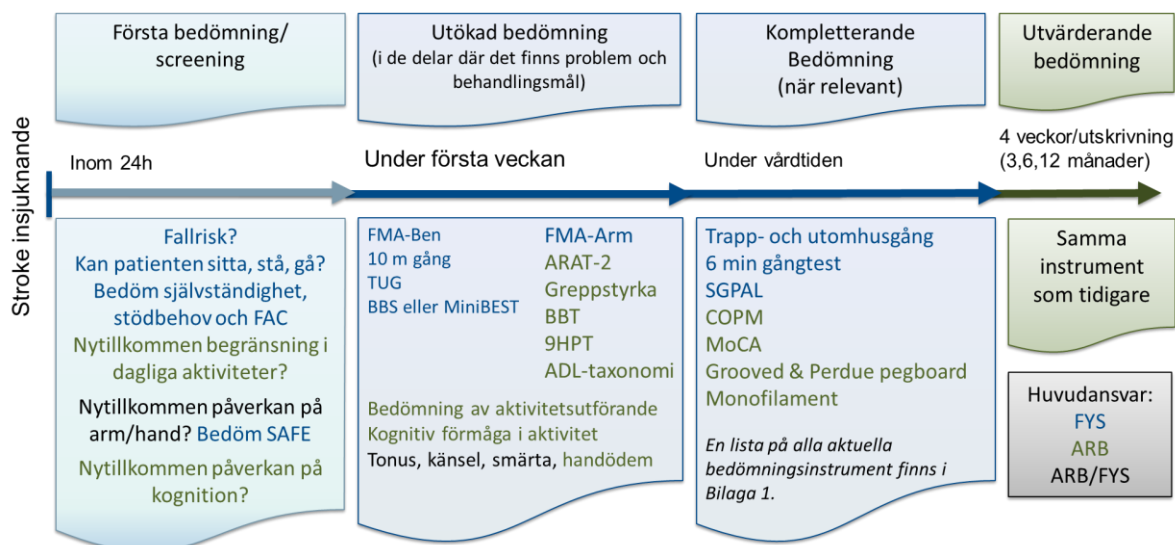 Första bedömning/
screening
Utökad bedömning
(i de delar där det finns problem och
behandlingsmål)
Kompletterande
Bedömning
(när relevant)
Utvärderande
bedömning
Stroke insjuknande
Inom 24h
Under första veckan
Under vårdtiden
4 veckor/utskrivning
(3,6,12 månader)
Fallrisk?
Kan patienten sitta, stå, gå?
Bedöm självständighet,
stödbehov och FAC
Nytillkommen begränsning i
dagliga aktiviteter?
Nytillkommen påverkan på
arm/hand? Bedöm SAFE
Nytillkommen påverkan på
kognition?
FMA-Ben
10 m gång
TUG
BBS eller MiniBEST
FMA-Arm
ARAT-2
Greppstyrka
BBT
9HPT
ADL-taxonomi
Bedömning av aktivitetsutförande
Kognitiv förmåga i aktivitet
Tonus, känsel, smärta, handödem
Trapp- och utomhusgång
6 min gångtest
SGPAL
COPM
MoCA
Grooved & Perdue pegboard
Monofilament
En lista på alla aktuella
bedömningsinstrument finns i
Bilaga 1.
Samma
instrument
som tidigare
Huvudansvar:
FYS
ARB
ARB/FYS